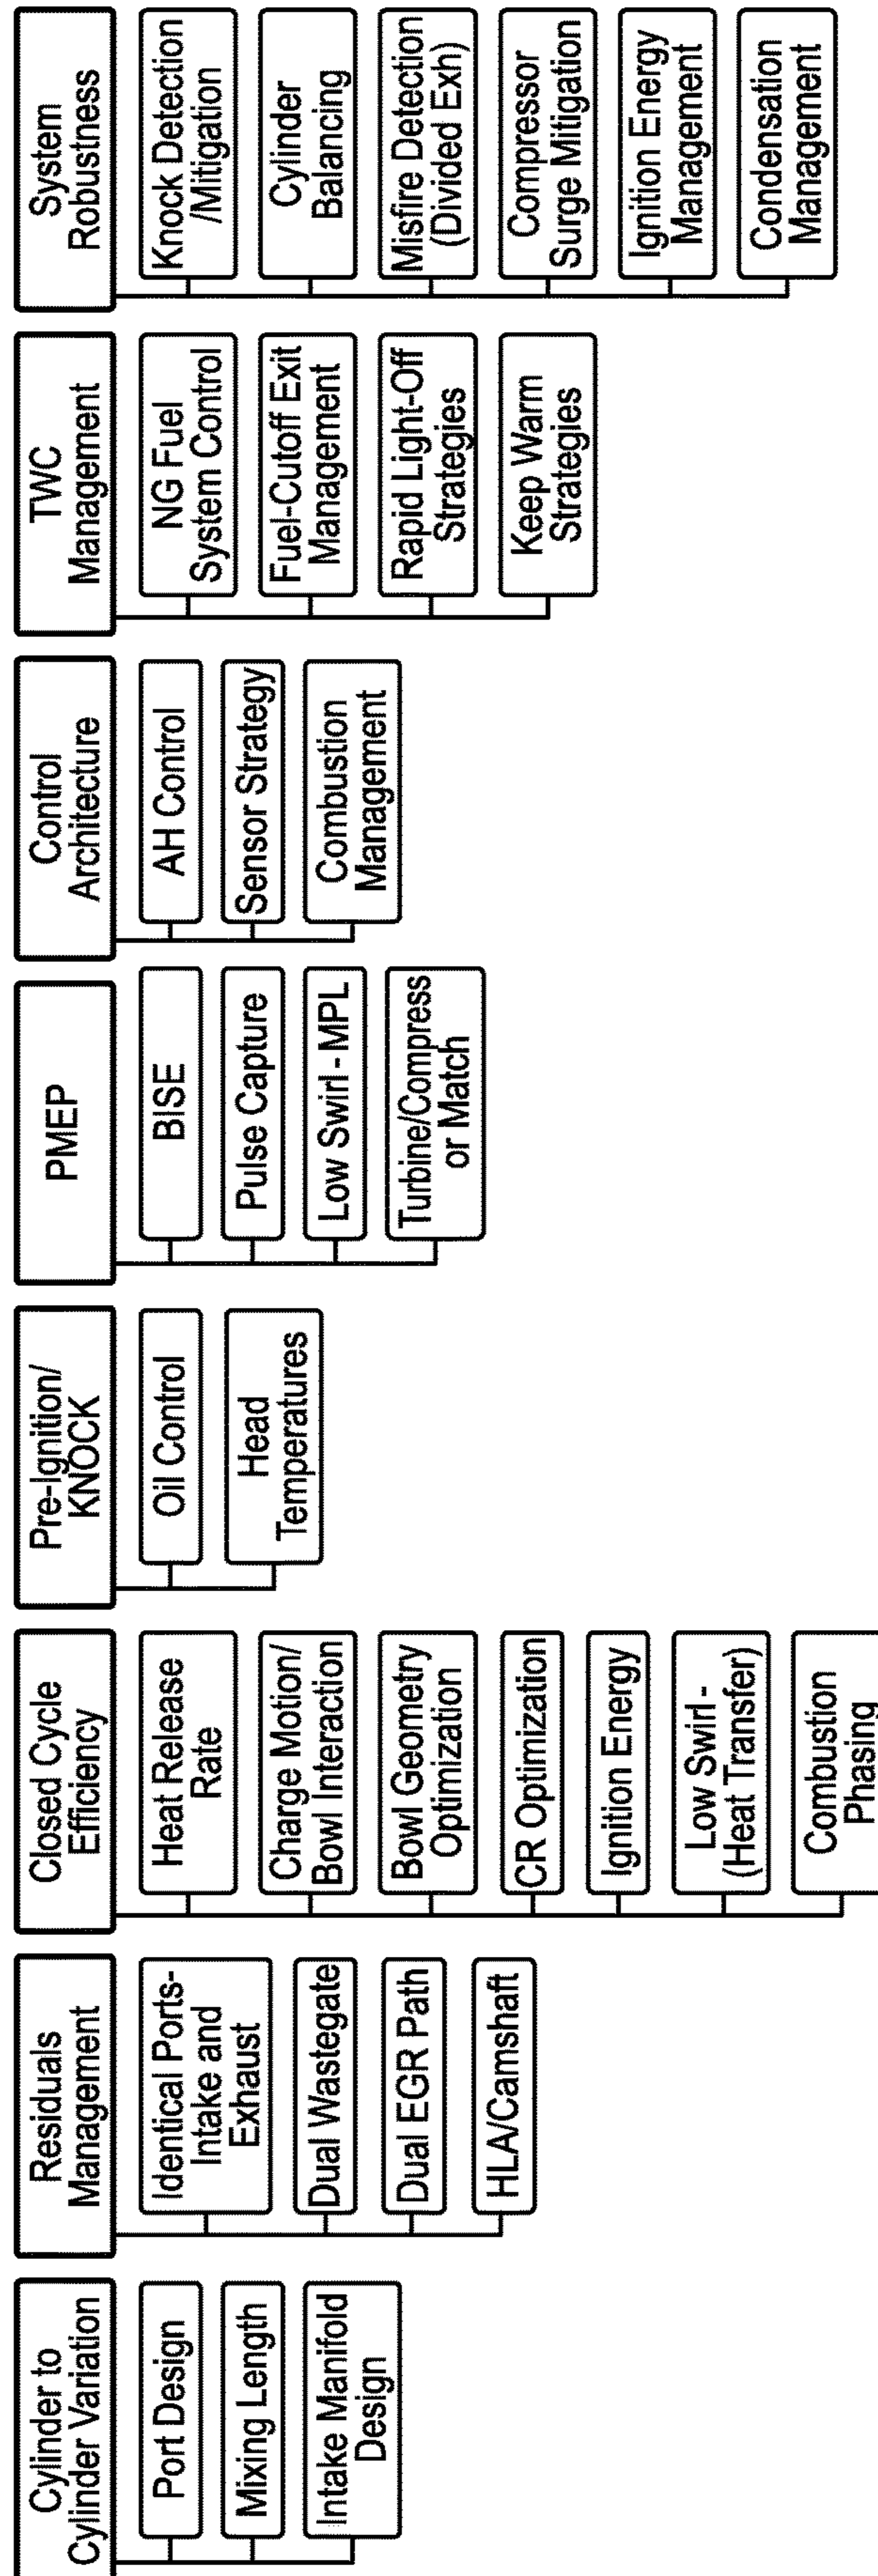 Cylinder to
Cylinder Variation
Port Design
Mixing Length
Intake Manifold
Design
Residuals
Management
Identical Ports-
Intake and
Exhaust
Dual Wastegate
Dual EGR Path
HLA/Camshaft
Closed Cycle
Efficiency
Heat Release
Rate
Charge Motion/
Bowl Interaction
Bowl Geometry
Optimization
CR Optimization
Ignition Energy
Low Swirl -
(Heat Transfer)
Combustion
Phasing
Pre-Ignition/
KNOCK
Oil Control
Head
Temperatures
PMEP
BISE
Pulse Capture
Low Swirl - MPL
Turbine/Compress
or Match
Control
Architecture
AH Control
Sensor Strategy
Combustion
Management
TWC
Management
NG Fuel
System Control
Fuel-Cutoff Exit
Management
Rapid Light-Off
Strategies
Keep Warm
Strategies
System
Robustness
Knock Detection
/Mitigation
Cylinder
Balancing
Misfire Detection
(Divided Exh)
Compressor
Surge Mitigation
Ignition Energy
Management
Condensation
Management